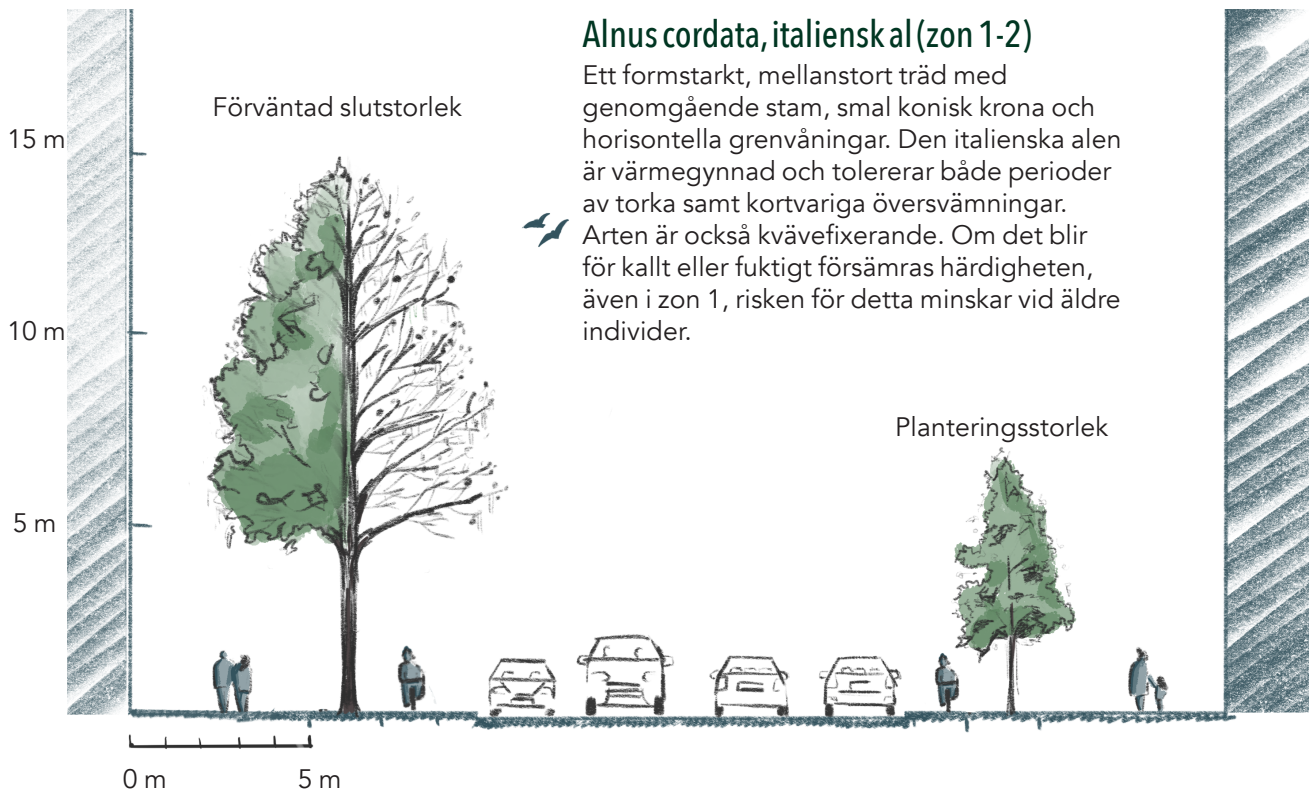 Alnus cordata, italiensk al (zon 1-2)
Ett formstarkt, mellanstort träd med
genomgående stam, smal konisk krona och
horisontella grenvåningar. Den italienska alen
är värmegynnad och tolererar både perioder
av torka samt kortvariga översvämningar.
Arten är också kvävefixerande. Om det blir
för kallt eller fuktigt försämras härdigheten,
även i zon 1, risken för detta minskar vid äldre
individer.
Förväntad slutstorlek
15 m
10 m
5 m
Planteringsstorlek
0 m
5 m